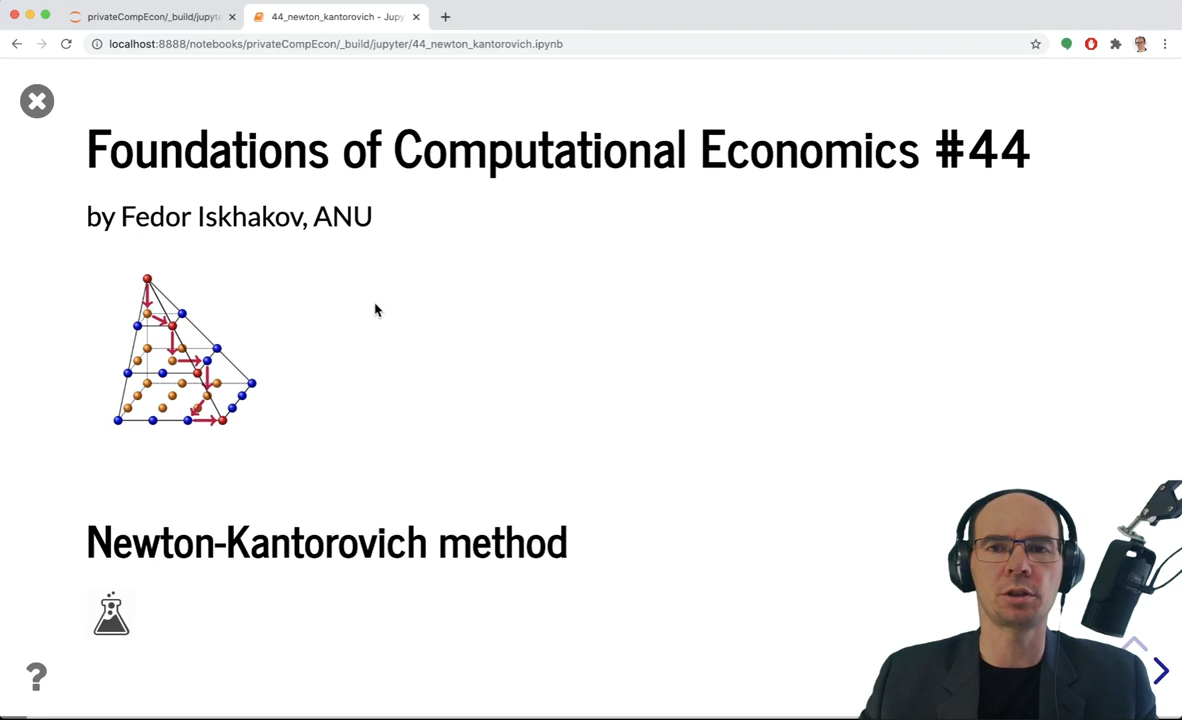 privateCompEcon/_build/jupyte
44_newton_kantorovich - Jupy
localhost:8888/notebooks/privateCompEcon/_build/jupyter/44_newton_kantorovich.ipynb
Foundations of Computational Economics #44
by Fedor Iskhakov, ANU
Newton-Kantorovich method
?